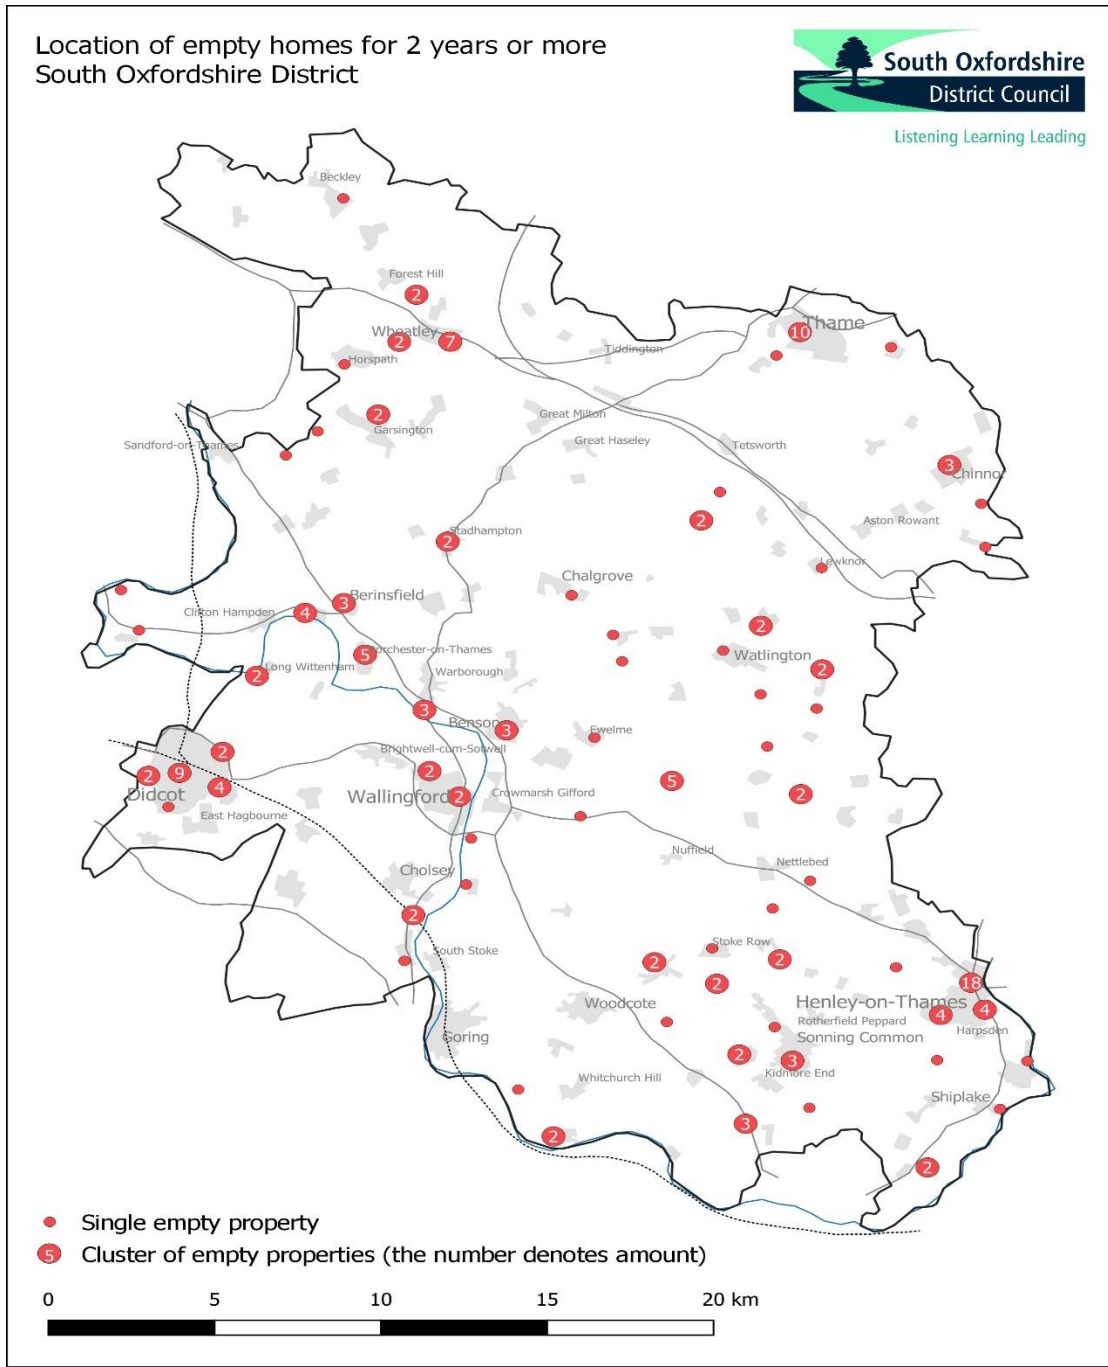 Location of empty homes for 2 years or more
South Oxfordshire District
South Oxfordshire
District Council
Listening Learning Leading
Beckley
Forest Hill
2
Wheatley
2
7
Horspath
10
Thame
Tiddington
2
Garsington
Great Milton
Great Haseley
Tetsworth
Sandford-on-Thames
3
Chinnor
2
Aston Rowant
2
Stadhampton
Lewknor
Chalgrove
3
Berinsfield
4
Clifton Hampden
2
Watlington
2
5
Dorchester-on-Thames
2
Long Wittenham
Warborough
3
Benson
3
Ewelme
2
Brightwell-cum-Sotwell
2
9
2
4
Didcot
2
Wallingford
2
Crowmarsh Gifford
5
2
East Hagbourne
Nuffield
Nettlebed
Cholsey
2
South Stoke
Stoke Row
2
2
2
18
Woodcote
Henley-on-Thames
4
4
Rotherfield Peppard
Harpsden
Goring
Sonning Common
2
3
Kidmore End
Whitchurch Hill
Shiplake
3
2
2
Single empty property
5
Cluster of empty properties (the number denotes amount)
0
5
10
15
20 km